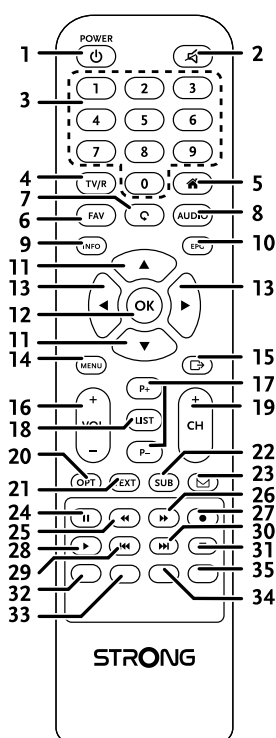 POWER
1 2
3 1 2 3
4 5 6
7 8 9
4 TV/R 0 5
7
6 FAV AUDIO 8
9 INFO EPG 10
11
13 13
12 OK
11
14 MENU 15
P+ 17
16 + VOL − LIST + CH − 19
18
P−
20 22
OPT TEXT SUB 23
21 26
24 27
25 30
28 31
29 35
32
33 34
STRONG